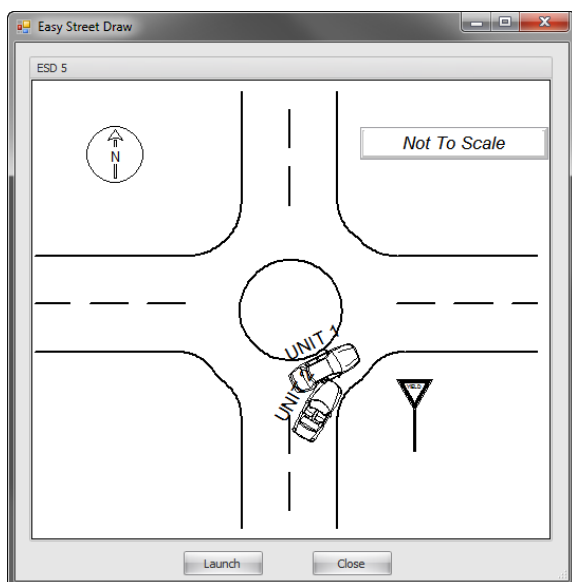 Easy Street Draw
ESD 5
N
Not To Scale
UNIT 1
UNIT
YIELD
Launch
Close